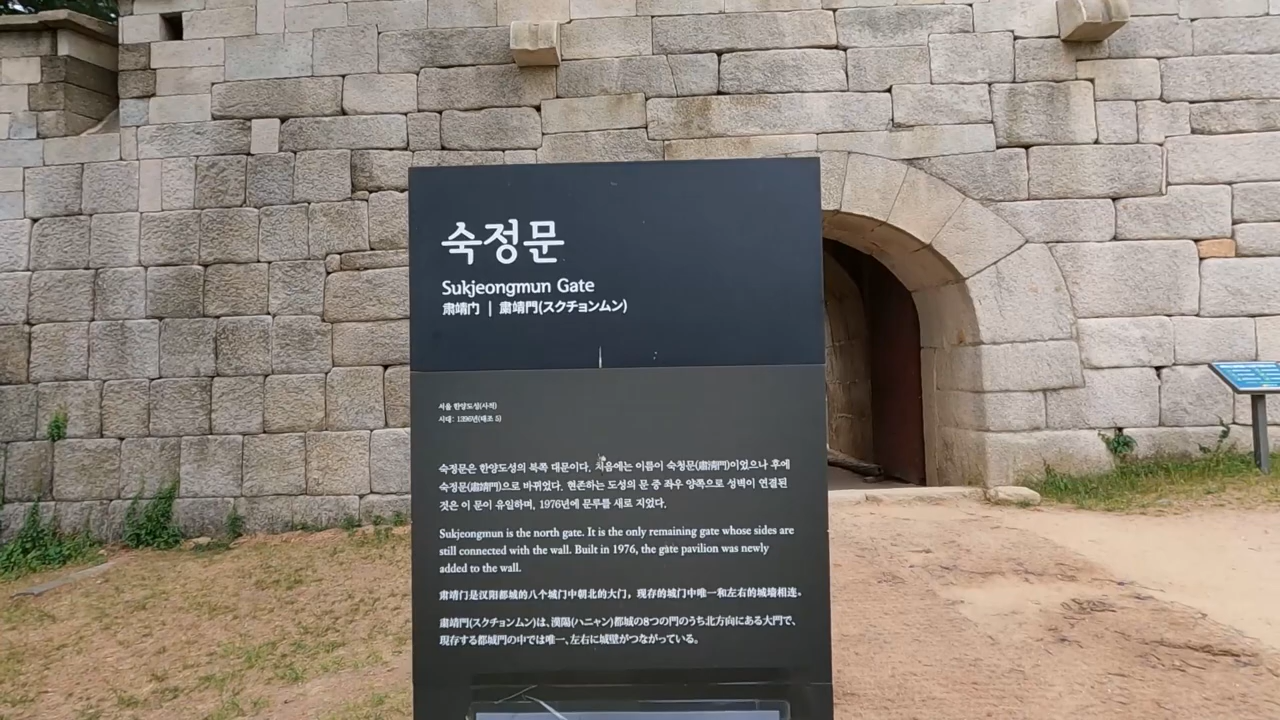 숙정문
Sukjeongmun Gate
肃靖门 | 肅靖門(スクチョンムン)
서울 한양도성(사적)
시대: 1396년(태조 5)
숙정문은 한양도성의 북쪽 대문이다. 처음에는 이름이 숙청문(肅淸門)이었으나 후에
숙정문(肅靖門)으로 바뀌었다. 현존하는 도성의 문 중 좌우 양쪽으로 성벽이 연결된
것은 이 문이 유일하며, 1976년에 문루를 새로 지었다.
Sukjeongmun is the north gate. It is the only remaining gate whose sides are
still connected with the wall. Built in 1976, the gate pavilion was newly
added to the wall.
肃靖门是汉阳都城的八个城门中朝北的大门，现存的城门中唯一和左右的城墙相连。
肅靖門(スクチョンムン)は、漢陽(ハニャン)都城の8つの門のうち北方向にある大門で、
現存する都城門の中では唯一、左右に城壁がつながっている。